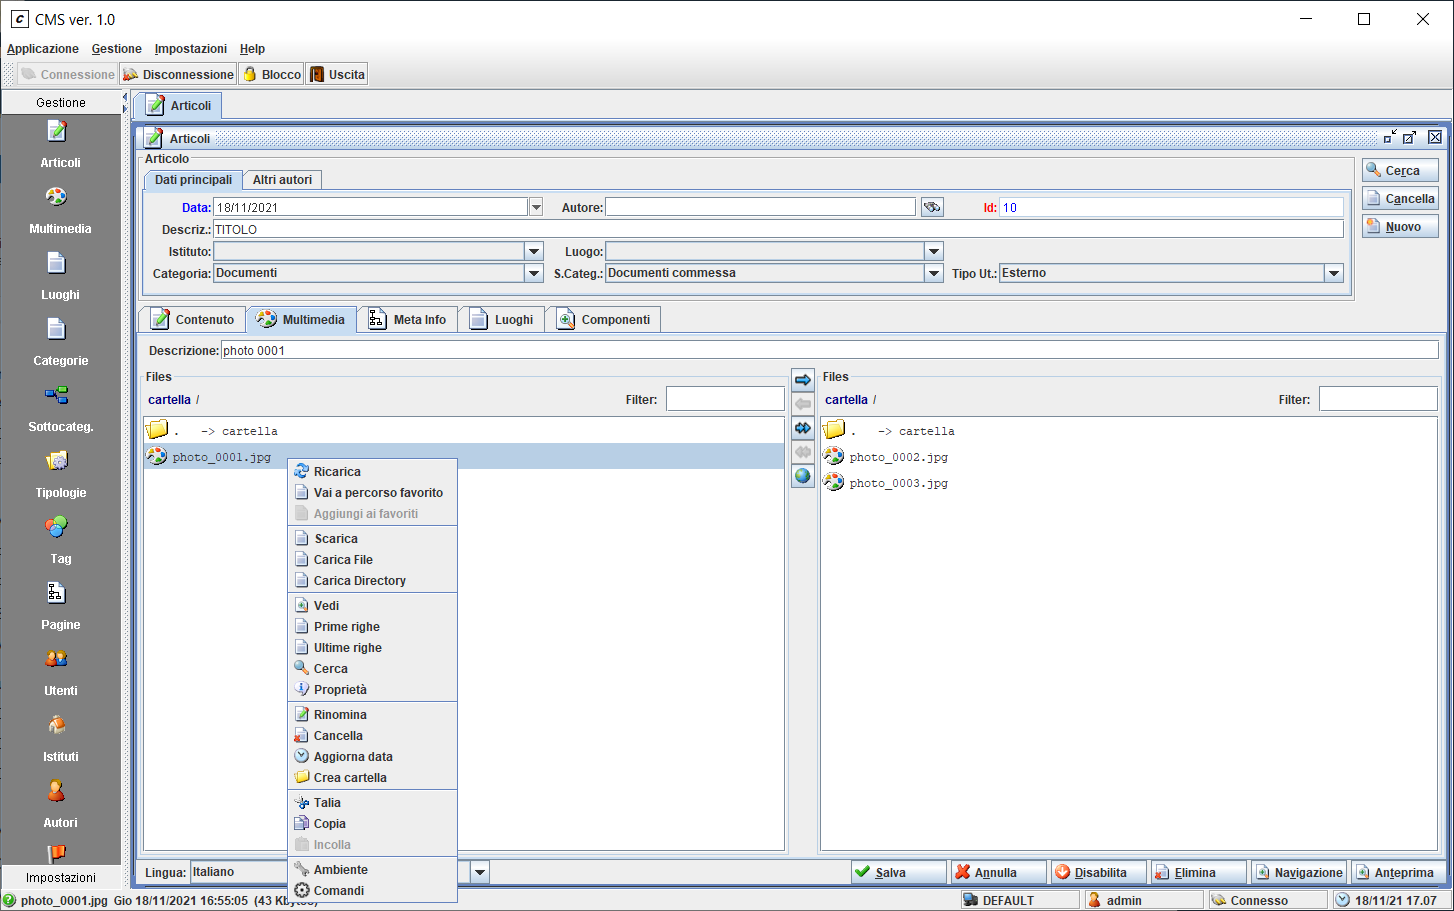 CMS ver. 1.0
Applicazione Gestione Impostazioni Help
Connessione Disconnessione Blocco Uscita
Gestione
Articoli
Multimedia
Luoghi
Categorie
Sottocateg.
Tipologie
Tag
Pagine
Utenti
Istituti
Autori
Impostazioni
Articoli
Articoli
Articolo
Dati principali Altri autori
Data: 18/11/2021 Autore: Id: 10
Descriz.: TITOLO
Istituto: Luogo:
Categoria: Documenti S.Categ.: Documenti commessa Tipo Ut.: Esterno
Cerca
Cancella
Nuovo
Contenuto Multimedia Meta Info Luoghi Componenti
Descrizione: photo 0001
Files
cartella / Filter:
. -> cartella
photo_0001.jpg
Ricarica
Vai a percorso favorito
Aggiungi ai favoriti
Scarica
Carica File
Carica Directory
Vedi
Prime righe
Ultime righe
Cerca
Proprietà
Rinomina
Cancella
Aggiorna data
Crea cartella
Talia
Copia
Incolla
Ambiente
Comandi
Files
cartella / Filter:
. -> cartella
photo_0002.jpg
photo_0003.jpg
Lingua: Italiano
Salva Annulla Disabilita Elimina Navigazione Anteprima
photo_0001.jpg Gio 18/11/2021 16:55:05 (43 Kbytes)
DEFAULT admin Connesso 18/11/21 17.07